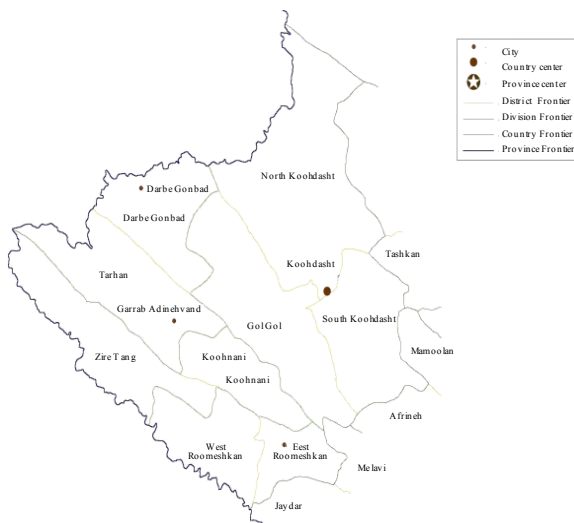 City
Country center
Province center
District Frontier
Division Frontier
Country Frontier
Province Frontier
North Koohdasht
Darbe Gonbad
Darbe Gonbad
Koohdasht
Tashkan
Tarhan
Garrab Adinehvand
Gol Gol
South Koohdasht
Zire Tang
Koohnani
Mamoolan
Koohnani
Afrineh
West
Roomeshkan
Eest
Roomeshkan
Melavi
Jaydar